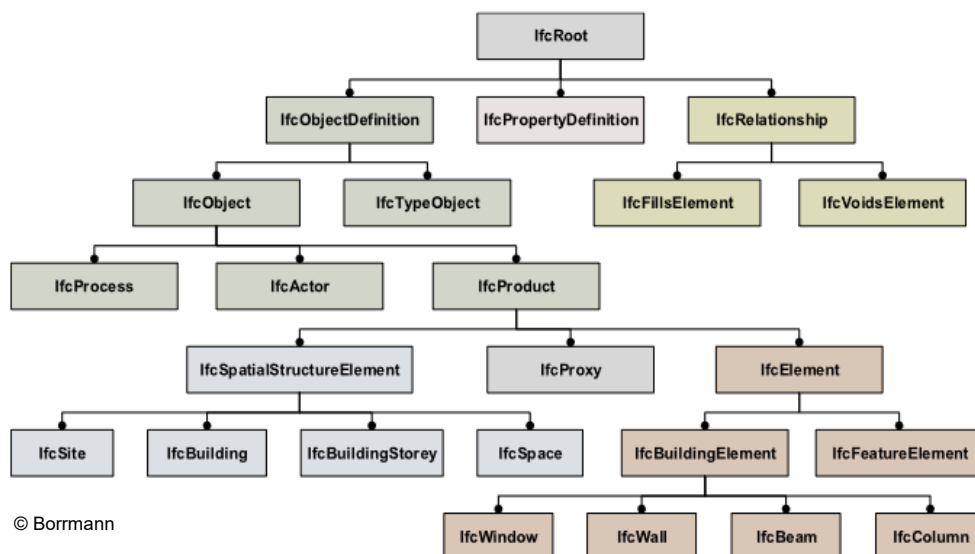 IfcRoot
IfcObjectDefinition
IfcPropertyDefinition
IfcRelationship
IfcObject
IfcTypeObject
IfcFillsElement
IfcVoidsElement
IfcProcess
IfcActor
IfcProduct
IfcSpatialStructureElement
IfcProxy
IfcElement
IfcSite
IfcBuilding
IfcBuildingStorey
IfcSpace
IfcBuildingElement
IfcFeatureElement
© Borrmann
IfcWindow
IfcWall
IfcBeam
IfcColumn